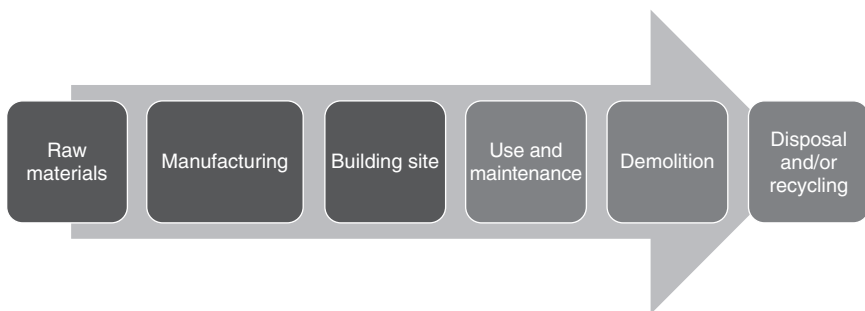 Raw
materials
Manufacturing
Building site
Use and
maintenance
Demolition
Disposal
and/or
recycling